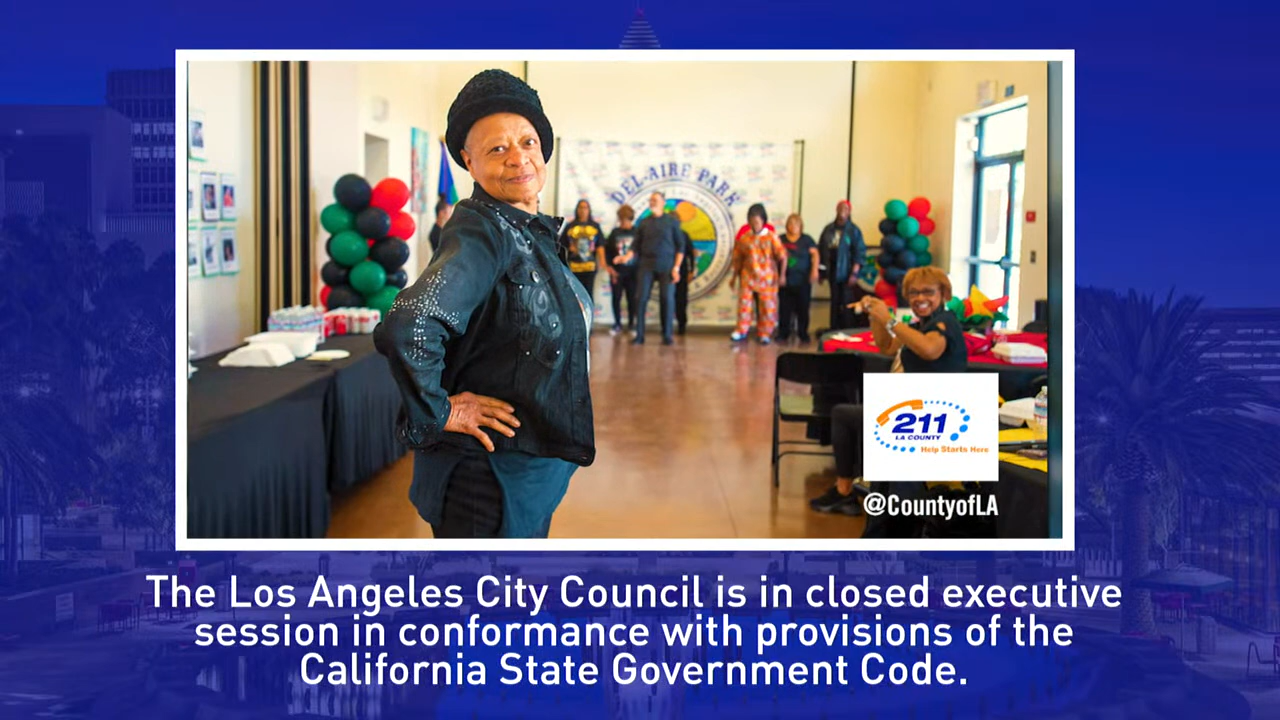 DEL AIRE PARK
211
LA COUNTY
Help Starts Here
@CountyofLA
The Los Angeles City Council is in closed executive
session in conformance with provisions of the
California State Government Code.